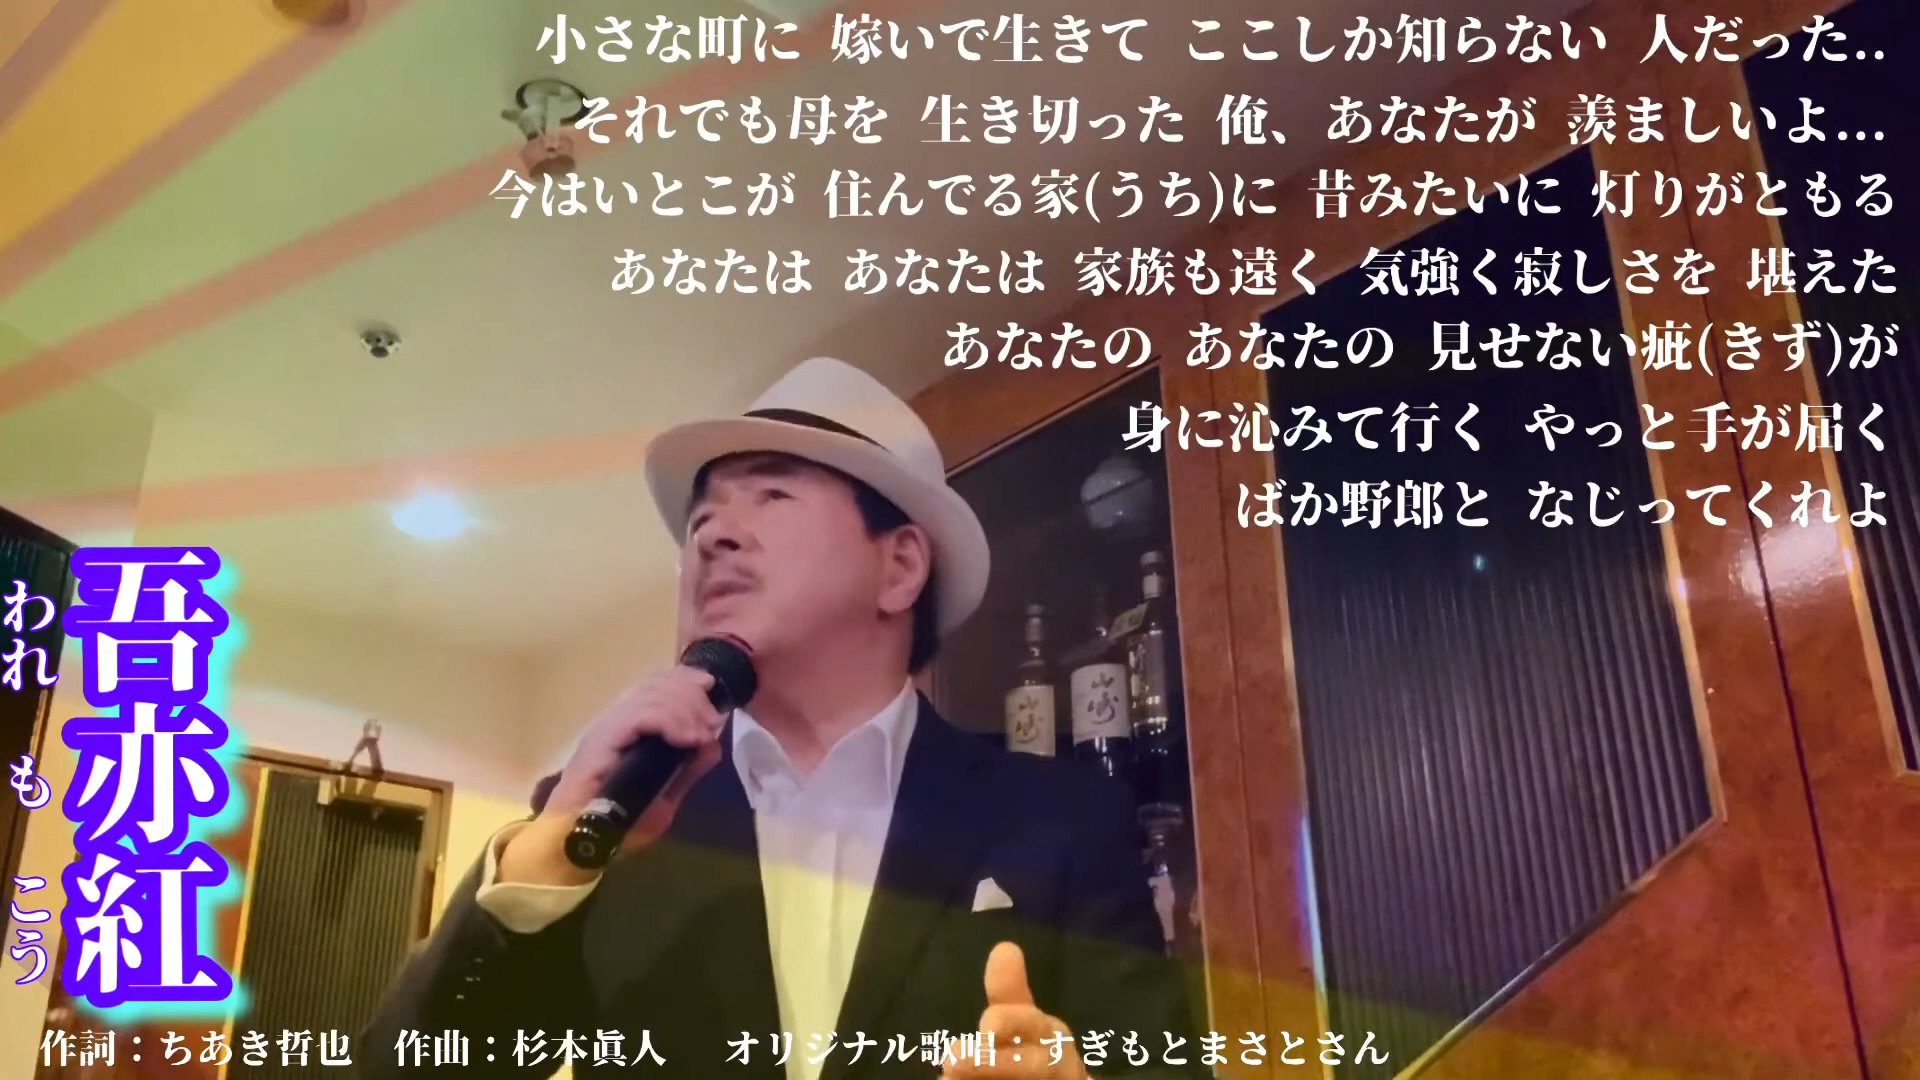 小さな町に 嫁いで生きて ここしか知らない 人だった..
それでも母を 生き切った 俺、あなたが 羨ましいよ...
今はいとこが 住んでる家(うち)に 昔みたいに 灯りがともる
あなたは あなたは 家族も遠く 気強く寂しさを 堪えた
あなたの あなたの 見せない疵(きず)が
身に沁みて行く やっと手が届く
ばか野郎と なじってくれよ
吾亦紅
われ も こう
山崎
山崎
作詞：ちあき哲也 作曲：杉本眞人 オリジナル歌唱：すぎもとまさとさん